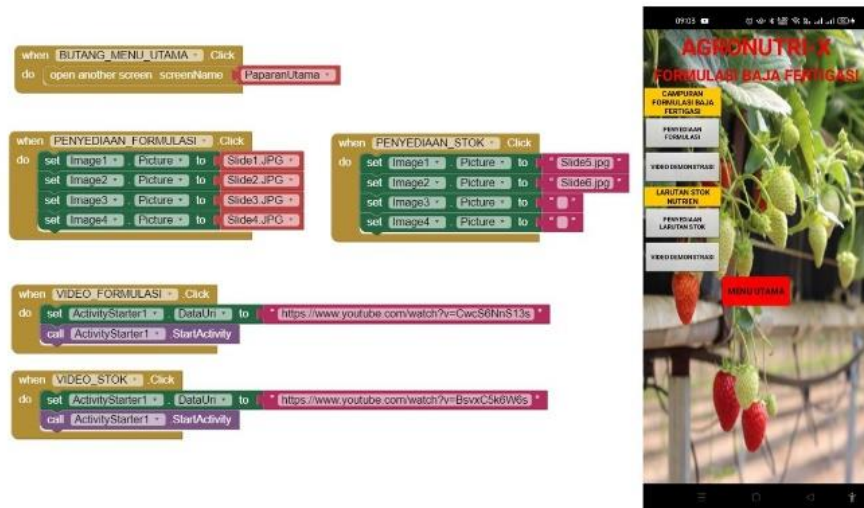 when BUTANG_MENU_UTAMA .Click
do open another screen screenName PaparanUtama
when PENYEDIAAN_FORMULASI .Click
do set Image1 . Picture to Slide1.JPG
set Image2 . Picture to Slide2.JPG
set Image3 . Picture to Slide3.JPG
set Image4 . Picture to Slide4.JPG
when PENYEDIAAN_STOK .Click
do set Image1 . Picture to " Slide5.jpg "
set Image2 . Picture to " Slide6.jpg "
set Image3 . Picture to " "
set Image4 . Picture to " "
when VIDEO_FORMULASI .Click
do set ActivityStarter1 . DataUri to " https://www.youtube.com/watch?v=CwcS6NnS13s "
call ActivityStarter1 .StartActivity
when VIDEO_STOK .Click
do set ActivityStarter1 . DataUri to " https://www.youtube.com/watch?v=BsvxC5k6W6s "
call ActivityStarter1 .StartActivity
09:03
AGRONUTRI-X
FORMULASI BAJA FERTIGASI
CAMPURAN
FORMULASI BAJA
FERTIGASI
PENYEDIAAN
FORMULASI
VIDEO DEMONSTRASI
LARUTAN STOK
NUTRIEN
PENYEDIAAN
LARUTAN STOK
VIDEO DEMONSTRASI
MENU UTAMA